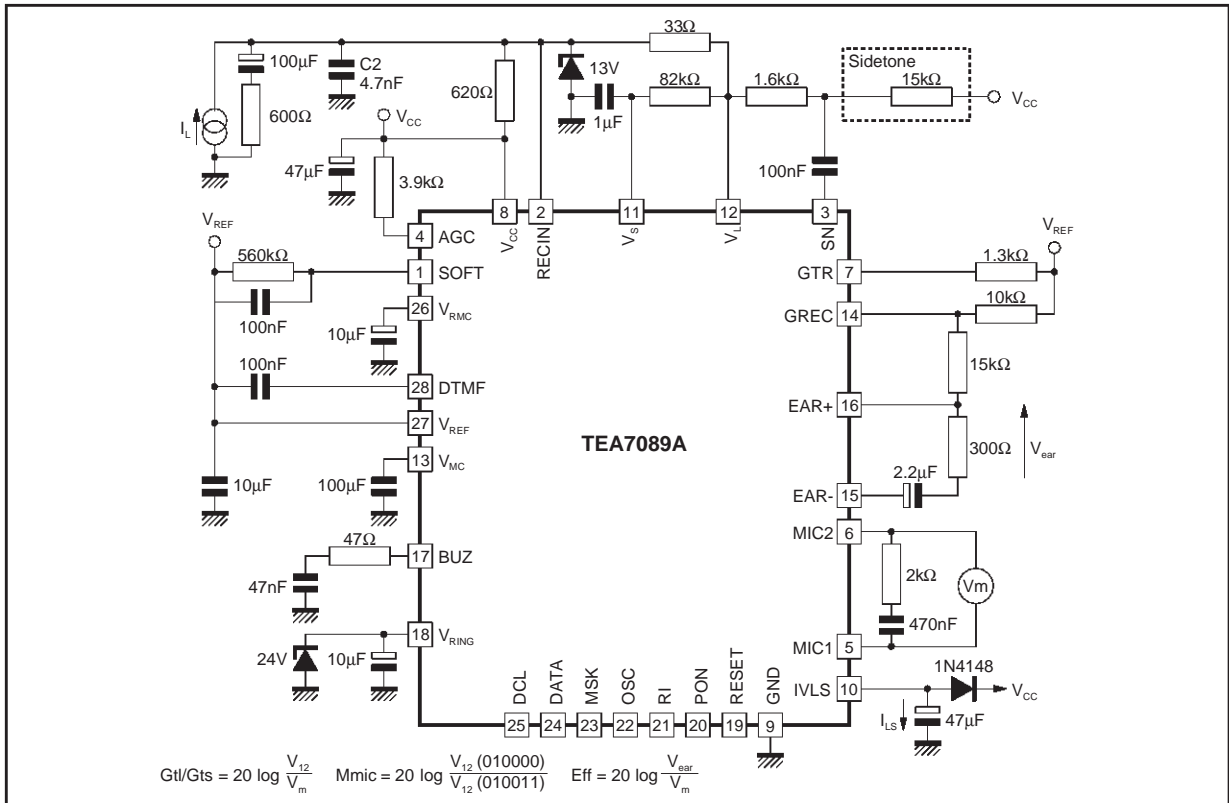 33Ω
100μF
C2
4.7nF
13V
Sidetone
620Ω
82kΩ
1.6kΩ
15kΩ
V_CC
600Ω
I_L
V_CC
1μF
47μF
3.9kΩ
100nF
8
2
11
12
3
V_CC
RECIN
V_S
V_L
SN
V_REF
4
AGC
V_REF
560kΩ
1
SOFT
GTR
7
1.3kΩ
100nF
26
V_RMC
GREC
14
10kΩ
10μF
100nF
15kΩ
28
DTMF
EAR+
16
27
V_REF
TEA7089A
300Ω
V_ear
13
V_MC
2.2μF
10μF
100μF
EAR-
15
MIC2
6
47Ω
17
BUZ
2kΩ
Vm
47nF
470nF
18
V_RING
MIC1
5
24V
10μF
1N4148
IVLS
10
V_CC
DCL
DATA
MSK
OSC
RI
PON
RESET
GND
I_LS
47μF
25
24
23
22
21
20
19
9
Gtl/Gts = 20 log V_12 / V_m Mmic = 20 log V_12 (010000) / V_12 (010011) Eff = 20 log V_ear / V_m